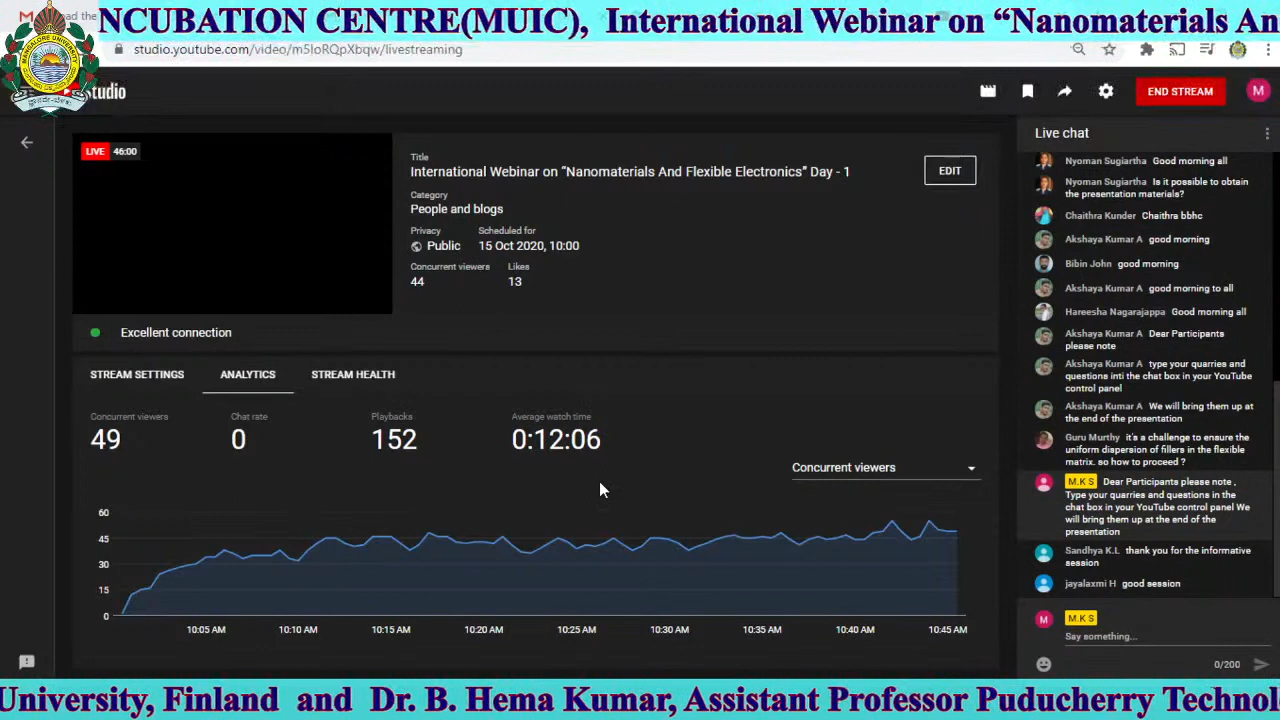 NCUBATION CENTRE(MUIC), International Webinar on “Nanomaterials An
ad the
studio.youtube.com/video/m5IoRQpXbqw/livestreaming
MANGALORE UNIVERSITY
Studio
END STREAM
M
LIVE 46:00
Title
International Webinar on “Nanomaterials And Flexible Electronics” Day - 1
EDIT
Category
People and blogs
Privacy
Public
Scheduled for
15 Oct 2020, 10:00
Concurrent viewers
44
Likes
13
Excellent connection
STREAM SETTINGS ANALYTICS STREAM HEALTH
Concurrent viewers
49
Chat rate
0
Playbacks
152
Average watch time
0:12:06
Concurrent viewers
60
45
30
15
0
10:05 AM 10:10 AM 10:15 AM 10:20 AM 10:25 AM 10:30 AM 10:35 AM 10:40 AM 10:45 AM
Live chat
Nyoman Sugiartha Good morning all
Nyoman Sugiartha Is it possible to obtain
the presentation materials?
Chaithra Kunder Chaithra bbhc
Akshaya Kumar A good morning
Bibin John good morning
Akshaya Kumar A good morning to all
Hareesha Nagarajappa Good morning all
Akshaya Kumar A Dear Participants
please note
Akshaya Kumar A type your quarries and
questions inti the chat box in your YouTube
control panel
Akshaya Kumar A We will bring them up at
the end of the presentation
Guru Murthy it's a challenge to ensure the
uniform dispersion of fillers in the flexible
matrix. so how to proceed ?
M.K S Dear Participants please note ,
Type your quarries and questions in the
chat box in your YouTube control panel We
will bring them up at the end of the
presentation
Sandhya K.L thank you for the informative
session
jayalaxmi H good session
M
M.K S
Say something...
0/200
University, Finland and Dr. B. Hema Kumar, Assistant Professor Puducherry Technol